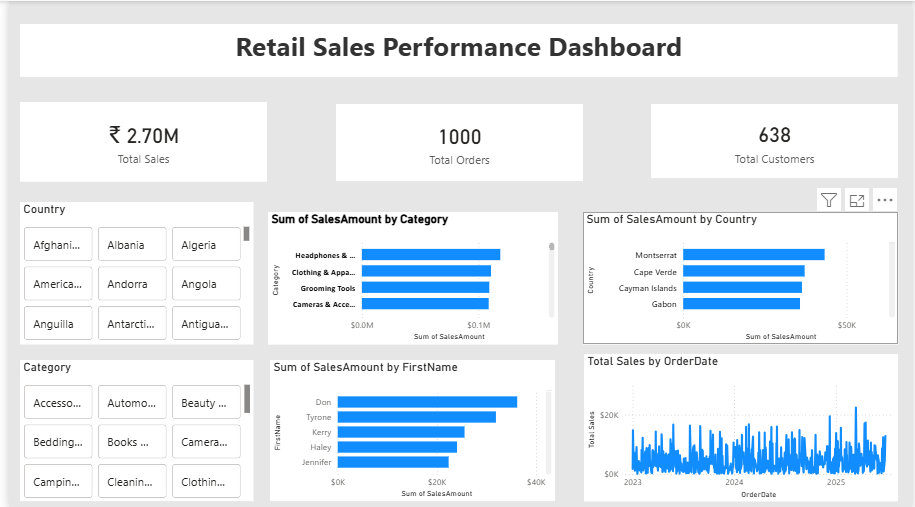 Retail Sales Performance Dashboard
₹ 2.70M
Total Sales
1000
Total Orders
638
Total Customers
Country
Afghani...
Albania
Algeria
America...
Andorra
Angola
Anguilla
Antarcti...
Antigua...
Sum of SalesAmount by Category
Category
Headphones & ...
Clothing & Appa...
Grooming Tools
Cameras & Acce...
$0.0M
$0.1M
Sum of SalesAmount
Sum of SalesAmount by Country
Country
Montserrat
Cape Verde
Cayman Islands
Gabon
$0K
$50K
Sum of SalesAmount
Category
Accesso...
Automo...
Beauty ...
Bedding...
Books ...
Camera...
Campin...
Cleanin...
Clothin...
Sum of SalesAmount by FirstName
FirstName
Don
Tyrone
Kerry
Haley
Jennifer
$0K
$20K
$40K
Sum of SalesAmount
Total Sales by OrderDate
Total Sales
$20K
$0K
2023
2024
2025
OrderDate